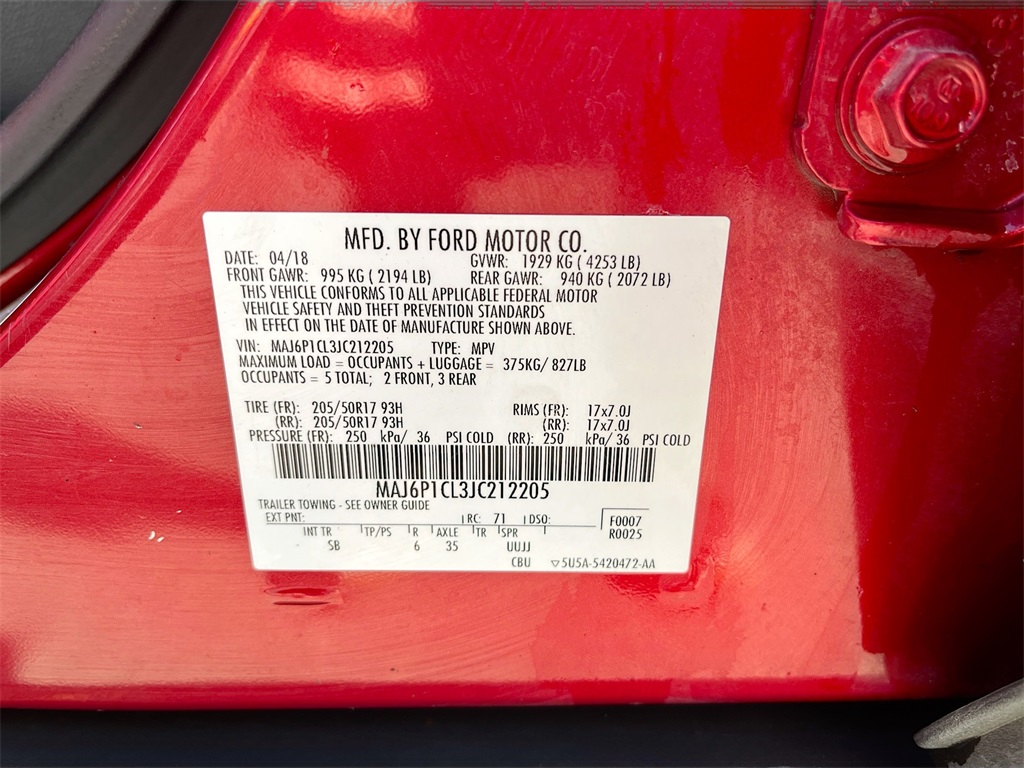 MFD. BY FORD MOTOR CO.
DATE: 04/18 GVWR: 1929 KG ( 4253 LB)
FRONT GAWR: 995 KG ( 2194 LB) REAR GAWR: 940 KG ( 2072 LB)
THIS VEHICLE CONFORMS TO ALL APPLICABLE FEDERAL MOTOR
VEHICLE SAFETY AND THEFT PREVENTION STANDARDS
IN EFFECT ON THE DATE OF MANUFACTURE SHOWN ABOVE.
VIN: MAJ6P1CL3JC212205 TYPE: MPV
MAXIMUM LOAD = OCCUPANTS + LUGGAGE = 375KG/ 827LB
OCCUPANTS = 5 TOTAL; 2 FRONT, 3 REAR
TIRE (FR): 205/50R17 93H RIMS (FR): 17x7.0J
(RR): 205/50R17 93H (RR): 17x7.0J
PRESSURE (FR): 250 kPa/ 36 PSI COLD (RR): 250 kPa/ 36 PSI COLD
MAJ6P1CL3JC212205
TRAILER TOWING - SEE OWNER GUIDE
EXT PNT: RC: 71 DSO: F0007
R0025
INT TR TP/PS R AXLE TR SPR
SB 6 35 UUJJ
CBU ▽5U5A-5420472-AA